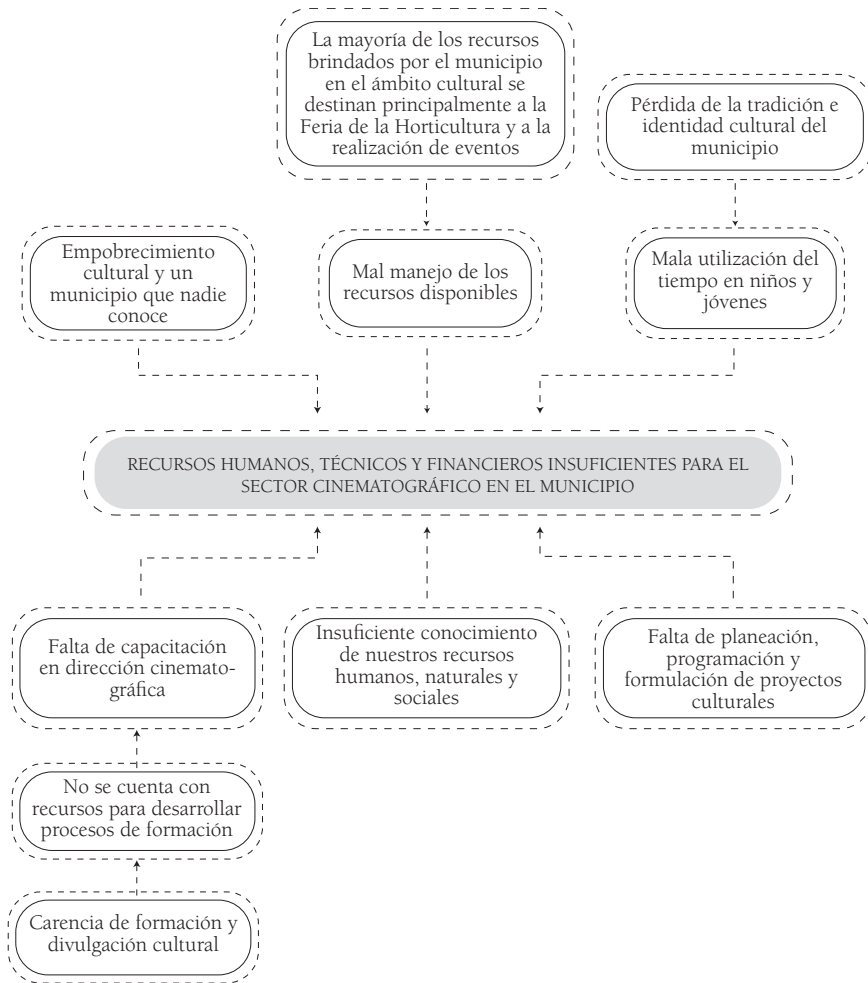 La mayoría de los recursos
brindados por el municipio
en el ámbito cultural se
destinan principalmente a la
Feria de la Horticultura y a la
realización de eventos
Pérdida de la tradición e
identidad cultural del
municipio
Empobrecimiento
cultural y un
municipio que nadie
conoce
Mal manejo de los
recursos disponibles
Mala utilización del
tiempo en niños y
jóvenes
RECURSOS HUMANOS, TÉCNICOS Y FINANCIEROS INSUFICIENTES PARA EL
SECTOR CINEMATOGRÁFICO EN EL MUNICIPIO
Falta de capacitación
en dirección cinemato-
gráfica
Insuficiente conocimiento
de nuestros recursos
humanos, naturales y
sociales
Falta de planeación,
programación y
formulación de proyectos
culturales
No se cuenta con
recursos para desarrollar
procesos de formación
Carencia de formación y
divulgación cultural